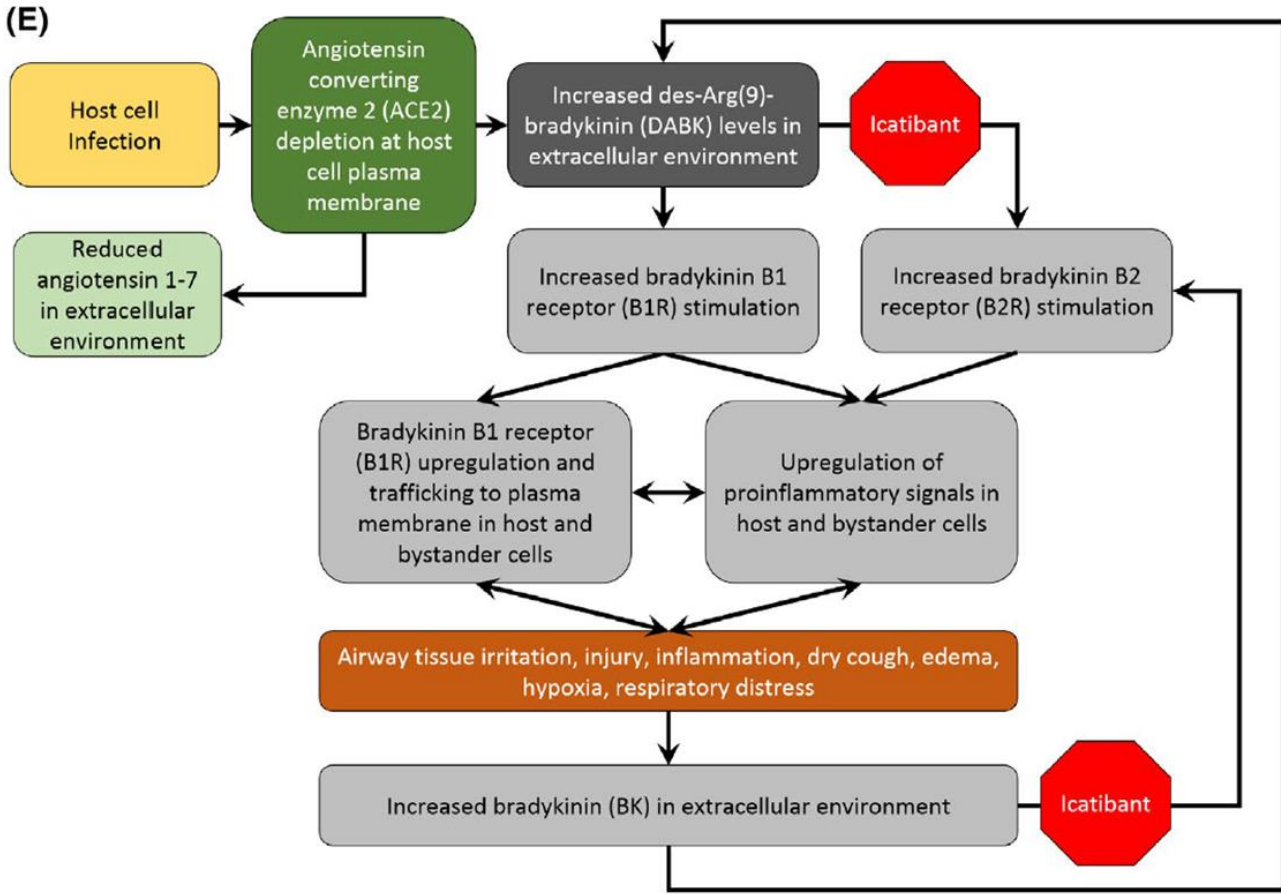 (E)
Host cell
Infection
Angiotensin
converting
enzyme 2 (ACE2)
depletion at host
cell plasma
membrane
Increased des-Arg(9)-
bradykinin (DABK) levels in
extracellular environment
Icatibant
Reduced
angiotensin 1-7
in extracellular
environment
Increased bradykinin B1
receptor (B1R) stimulation
Increased bradykinin B2
receptor (B2R) stimulation
Bradykinin B1 receptor
(B1R) upregulation and
trafficking to plasma
membrane in host and
bystander cells
Upregulation of
proinflammatory signals in
host and bystander cells
Airway tissue irritation, injury, inflammation, dry cough, edema,
hypoxia, respiratory distress
Increased bradykinin (BK) in extracellular environment
Icatibant